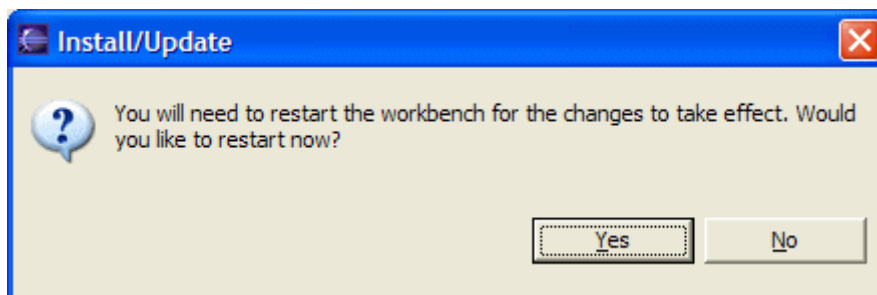 Install/Update
You will need to restart the workbench for the changes to take effect. Would
you like to restart now?
Yes
No